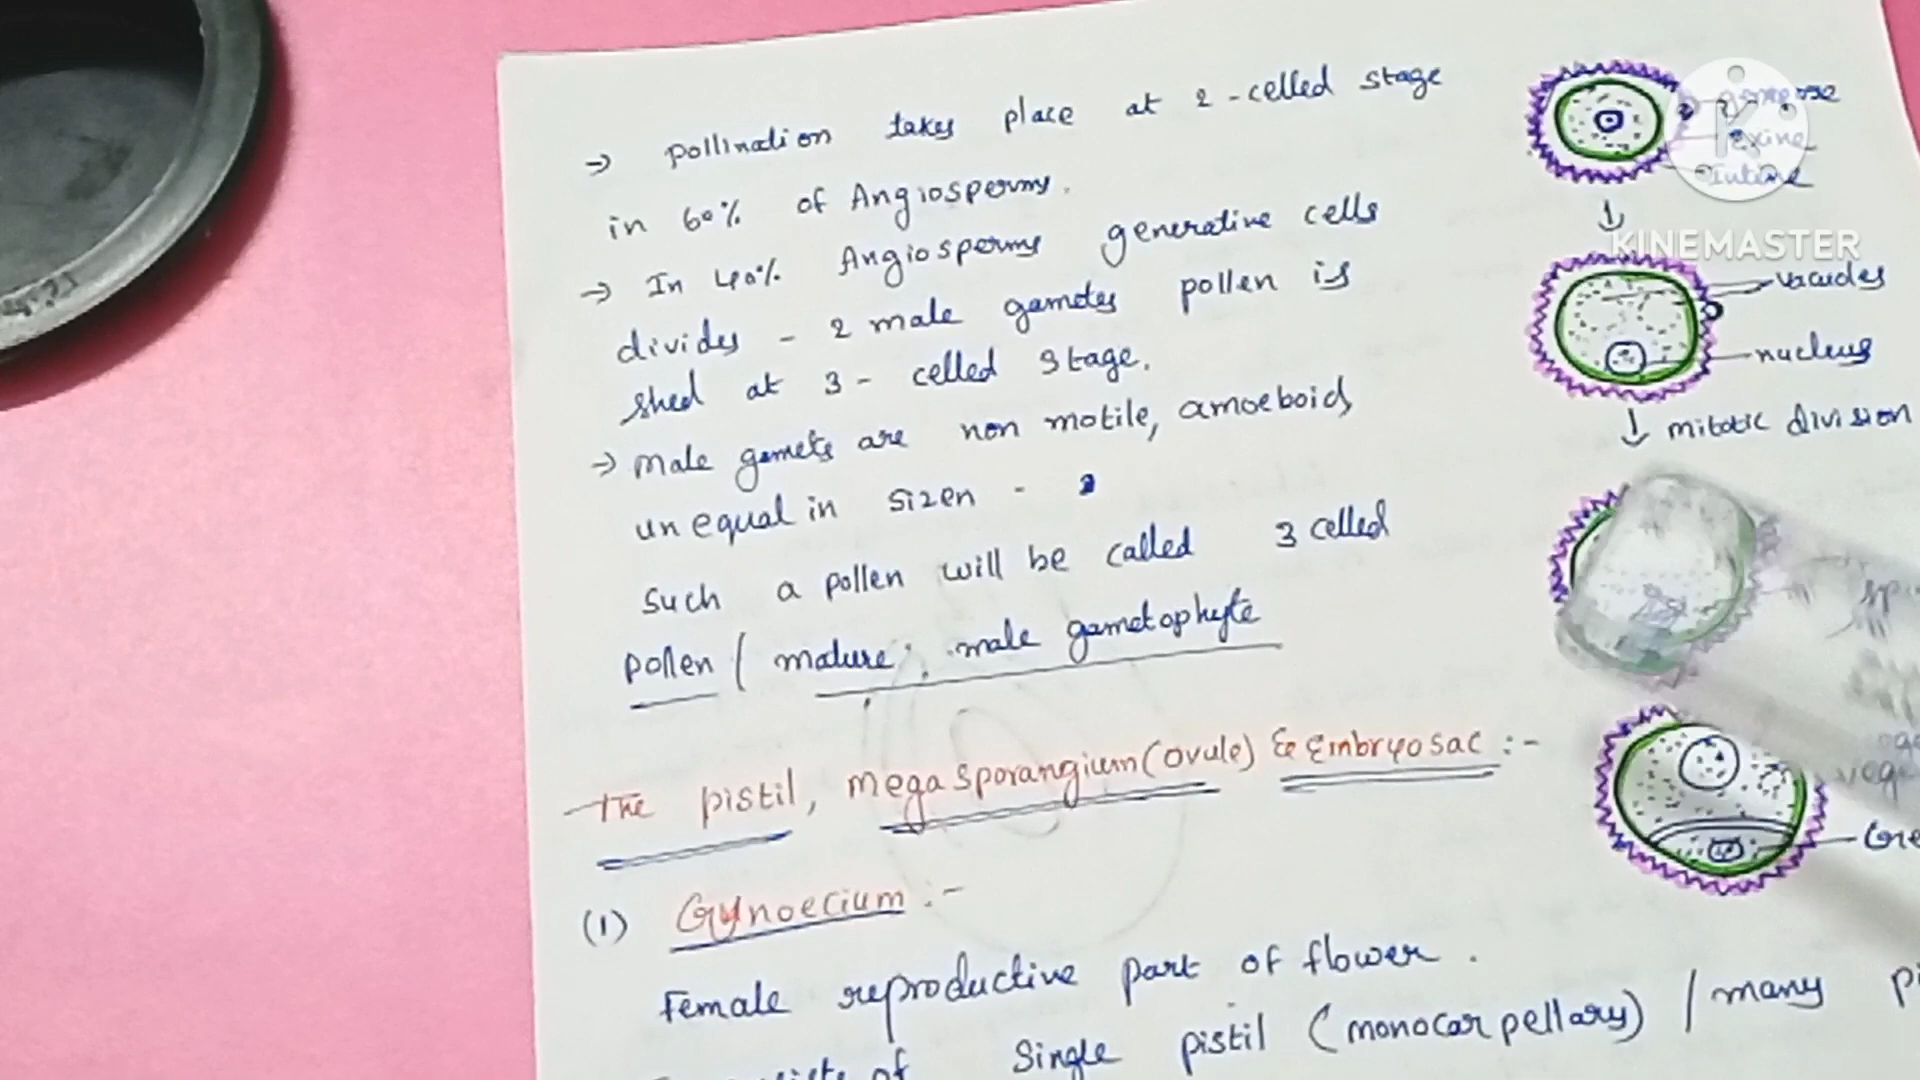 → pollination takes place at 2-celled stage
in 60% of Angiosperms.
→ In 40% Angiosperms generative cells
divides - 2 male gametes pollen is
shed at 3- celled stage.
→ male gamets are non motile, amoeboid,
unequal in sizen -
Such a pollen will be called 3 celled
pollen / mature male gametophyte
The pistil, megasporangium (ovule) & Embryosac :-
(1) Gynoecium :-
Female reproductive part of flower.
Single pistil (monocarpellary) / many
exine
intine
KINEMASTER
vacuoles
nucleus
↓ mitotic division